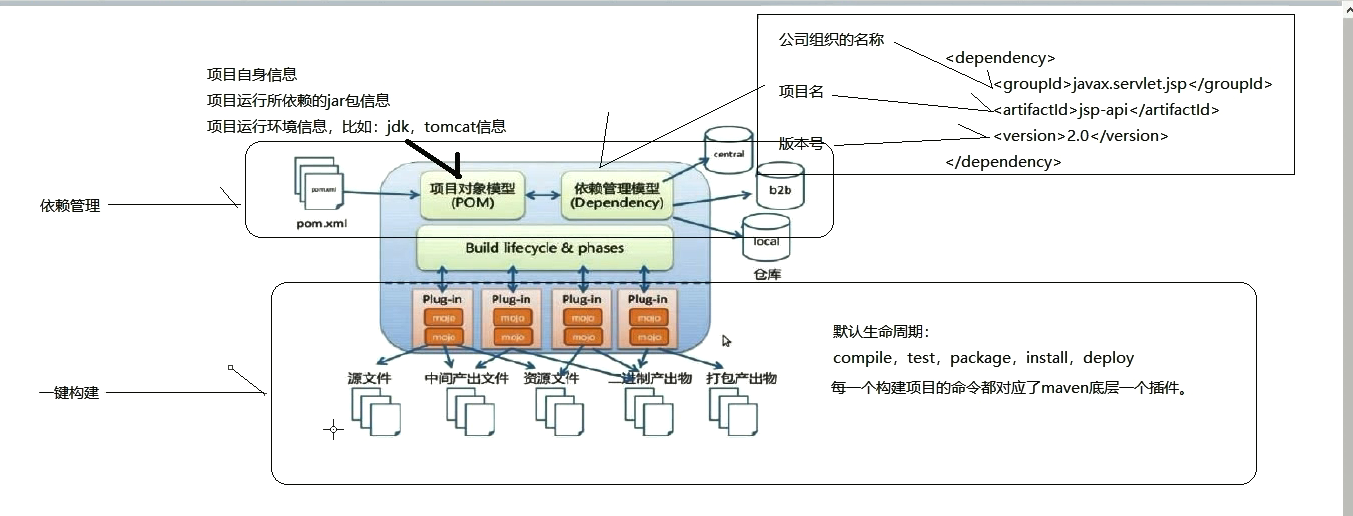 公司组织的名称
<dependency>
<groupId>javax.servlet.jsp</groupId>
项目名
<artifactId>jsp-api</artifactId>
版本号
<version>2.0</version>
</dependency>
项目自身信息
项目运行所依赖的jar包信息
项目运行环境信息，比如：jdk，tomcat信息
依赖管理
pom.xml
pom.xml
项目对象模型
(POM)
依赖管理模型
(Dependency)
central
b2b
local
仓库
Build lifecycle & phases
Plug-in
mojo
mojo
Plug-in
mojo
mojo
Plug-in
mojo
mojo
Plug-in
mojo
mojo
源文件
中间产出文件
资源文件
二进制产出物
打包产出物
一键构建
默认生命周期：
compile，test，package，install，deploy
每一个构建项目的命令都对应了maven底层一个插件。